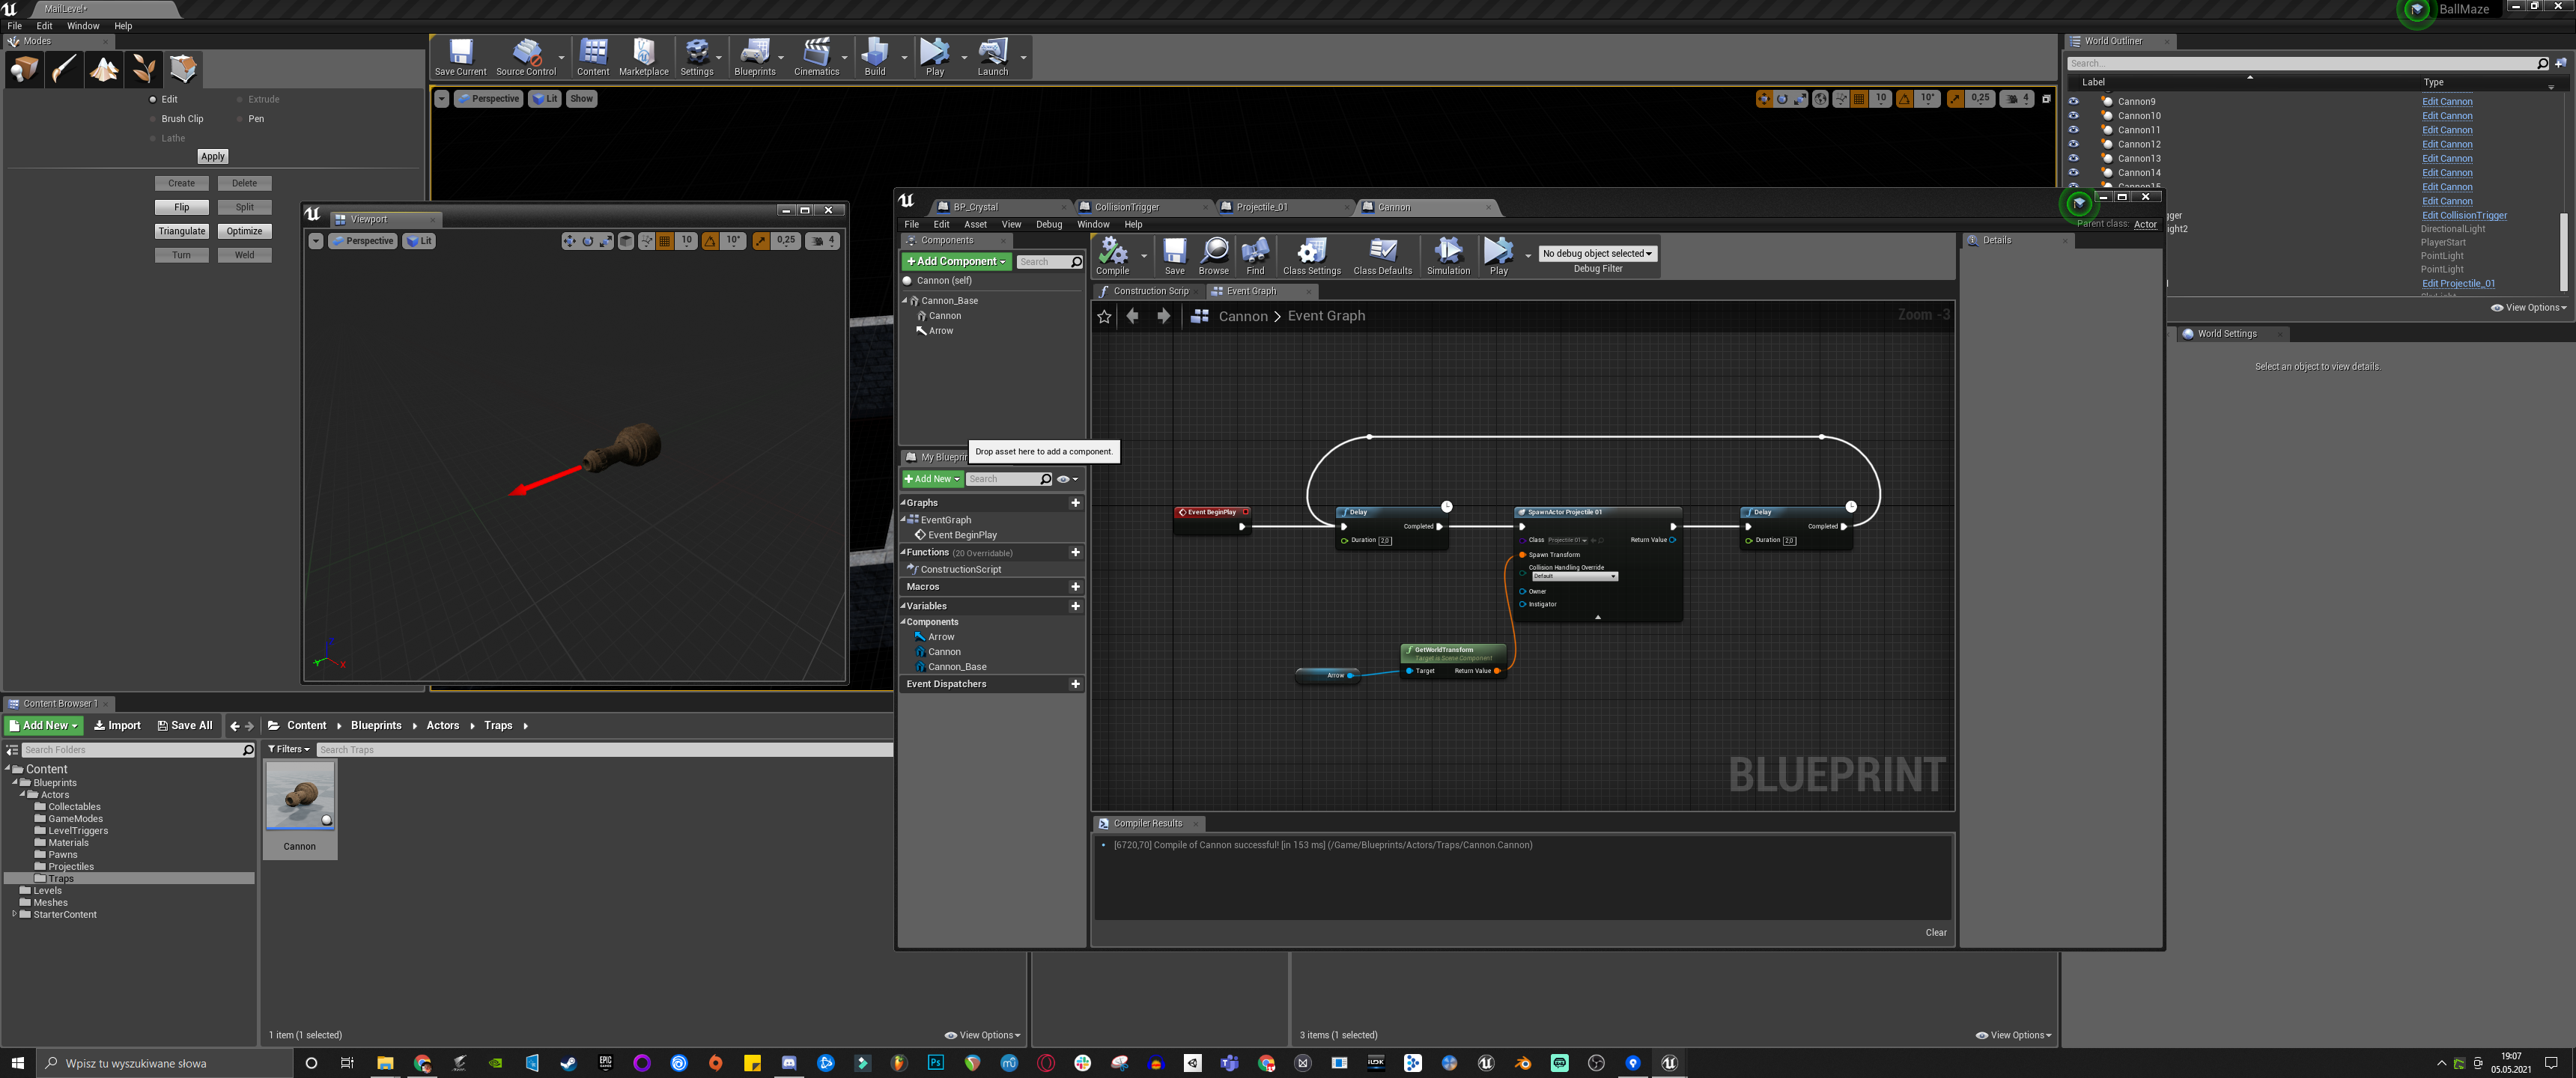 MailLevel*
BallMaze
File Edit Window Help
Modes
Edit
Extrude
Brush Clip
Pen
Lathe
Apply
Create
Delete
Flip
Split
Triangulate
Optimize
Turn
Weld
Save Current
Source Control
Content
Marketplace
Settings
Blueprints
Cinematics
Build
Play
Launch
Perspective
Lit
Show
10
10°
0,25
4
World Outliner
Search...
Label
Type
Cannon9 Edit Cannon
Cannon10 Edit Cannon
Cannon11 Edit Cannon
Cannon12 Edit Cannon
Cannon13 Edit Cannon
Cannon14 Edit Cannon
Edit Cannon
Edit Cannon
Edit CollisionTrigger
DirectionalLight
PlayerStart
PointLight
PointLight
Edit Projectile_01
View Options
World Settings
Select an object to view details.
Viewport
Perspective
Lit
10
10°
0,25
4
BP_Crystal
CollisionTrigger
Projectile_01
Cannon
File Edit Asset View Debug Window Help
Parent class: Actor
Components
+Add Component
Search
Cannon (self)
Cannon_Base
Cannon
Arrow
Drop asset here to add a component.
My Blueprin
+Add New
Search
Graphs
EventGraph
Event BeginPlay
Functions (20 Overridable)
ConstructionScript
Macros
Variables
Components
Arrow
Cannon
Cannon_Base
Event Dispatchers
Compile
Save
Browse
Find
Class Settings
Class Defaults
Simulation
Play
No debug object selected
Debug Filter
Construction Scrip
Event Graph
Cannon > Event Graph
Zoom -3
Event BeginPlay
Delay
Completed
Duration 2,0
SpawnActor Projectile 01
Class Projectile 01
Return Value
Spawn Transform
Collision Handling Override
Default
Owner
Instigator
Delay
Completed
Duration 2,0
Arrow
GetWorldTransform
Target is Scene Component
Target
Return Value
BLUEPRINT
Compiler Results
[6720,70] Compile of Cannon successful! [in 153 ms] (/Game/Blueprints/Actors/Traps/Cannon.Cannon)
Clear
Details
Content Browser 1
Add New
Import
Save All
Content
Blueprints
Actors
Traps
Search Folders
Filters
Search Traps
Content
Blueprints
Actors
Collectables
GameModes
LevelTriggers
Materials
Pawns
Projectiles
Traps
Levels
Meshes
StarterContent
Cannon
1 item (1 selected)
View Options
3 items (1 selected)
View Options
Wpisz tu wyszukiwane słowa
19:07
05.05.2021